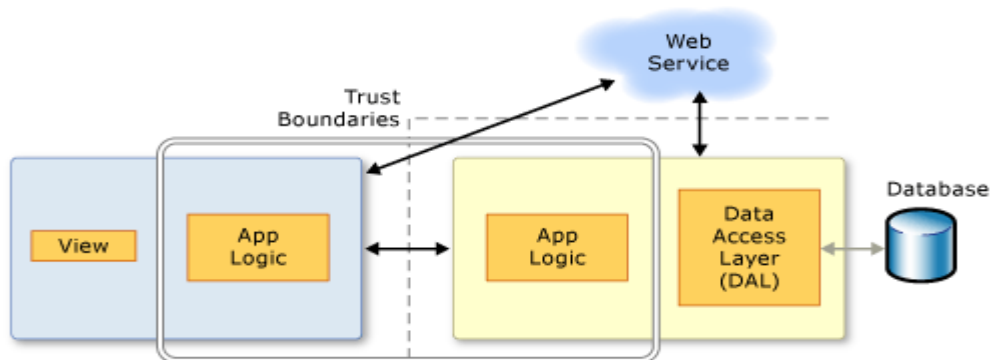 Web
Service
Trust
Boundaries
View
App
Logic
App
Logic
Data
Access
Layer
(DAL)
Database